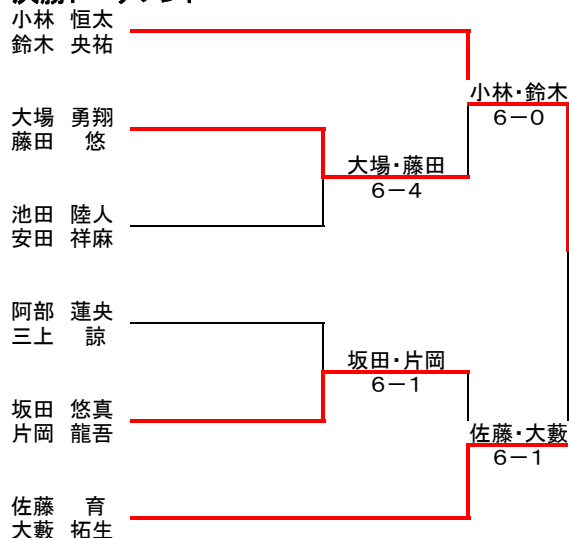 小林 恒太
鈴木 央祐
小林・鈴木
6－0
大場 勇翔
藤田 悠
大場・藤田
6－4
池田 陸人
安田 祥麻
阿部 蓮央
三上 諒
坂田・片岡
6－1
坂田 悠真
片岡 龍吾
佐藤・大藪
6－1
佐藤 育
大藪 拓生